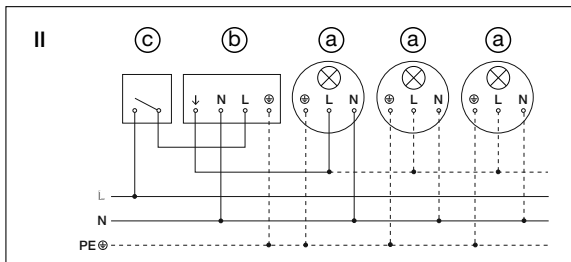 II
c b a a a
↓ N L ⏚ ⏚ L N ⏚ L N ⏚ L N
L
N
PE ⏚